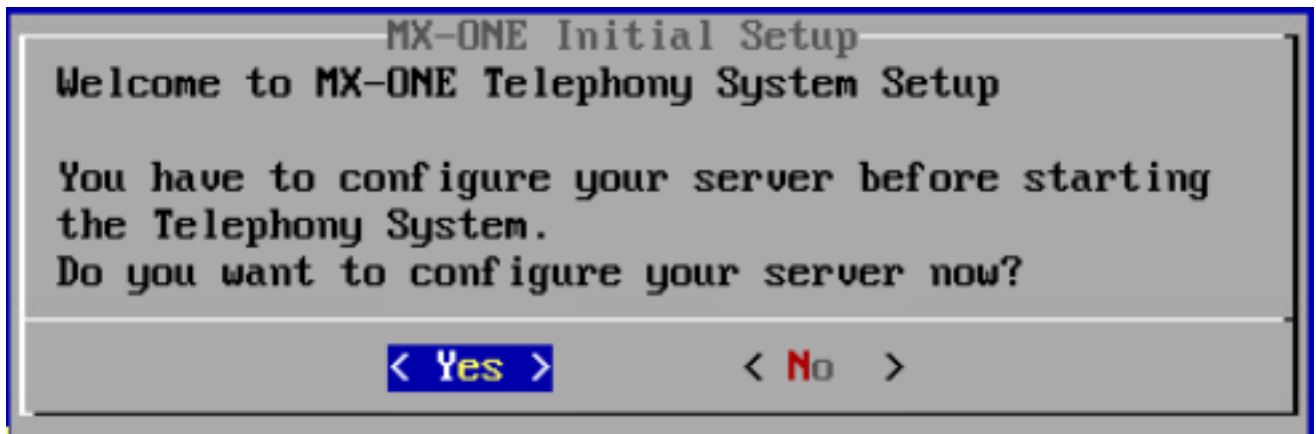 MX-ONE Initial Setup
Welcome to MX-ONE Telephony System Setup
You have to configure your server before starting
the Telephony System.
Do you want to configure your server now?
< Yes > < No >